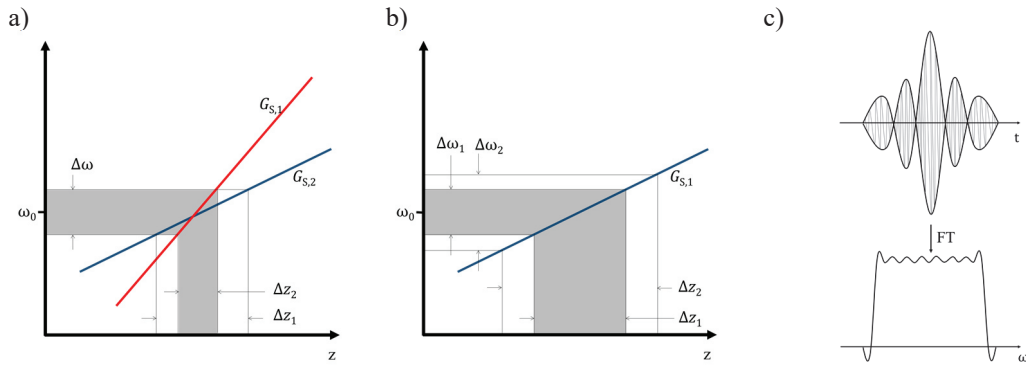 a)
G_S,1
Δω
G_S,2
ω₀
Δz₂
Δz₁
z
b)
Δω₁
Δω₂
G_S,1
ω₀
Δz₂
Δz₁
z
c)
t
FT
ω